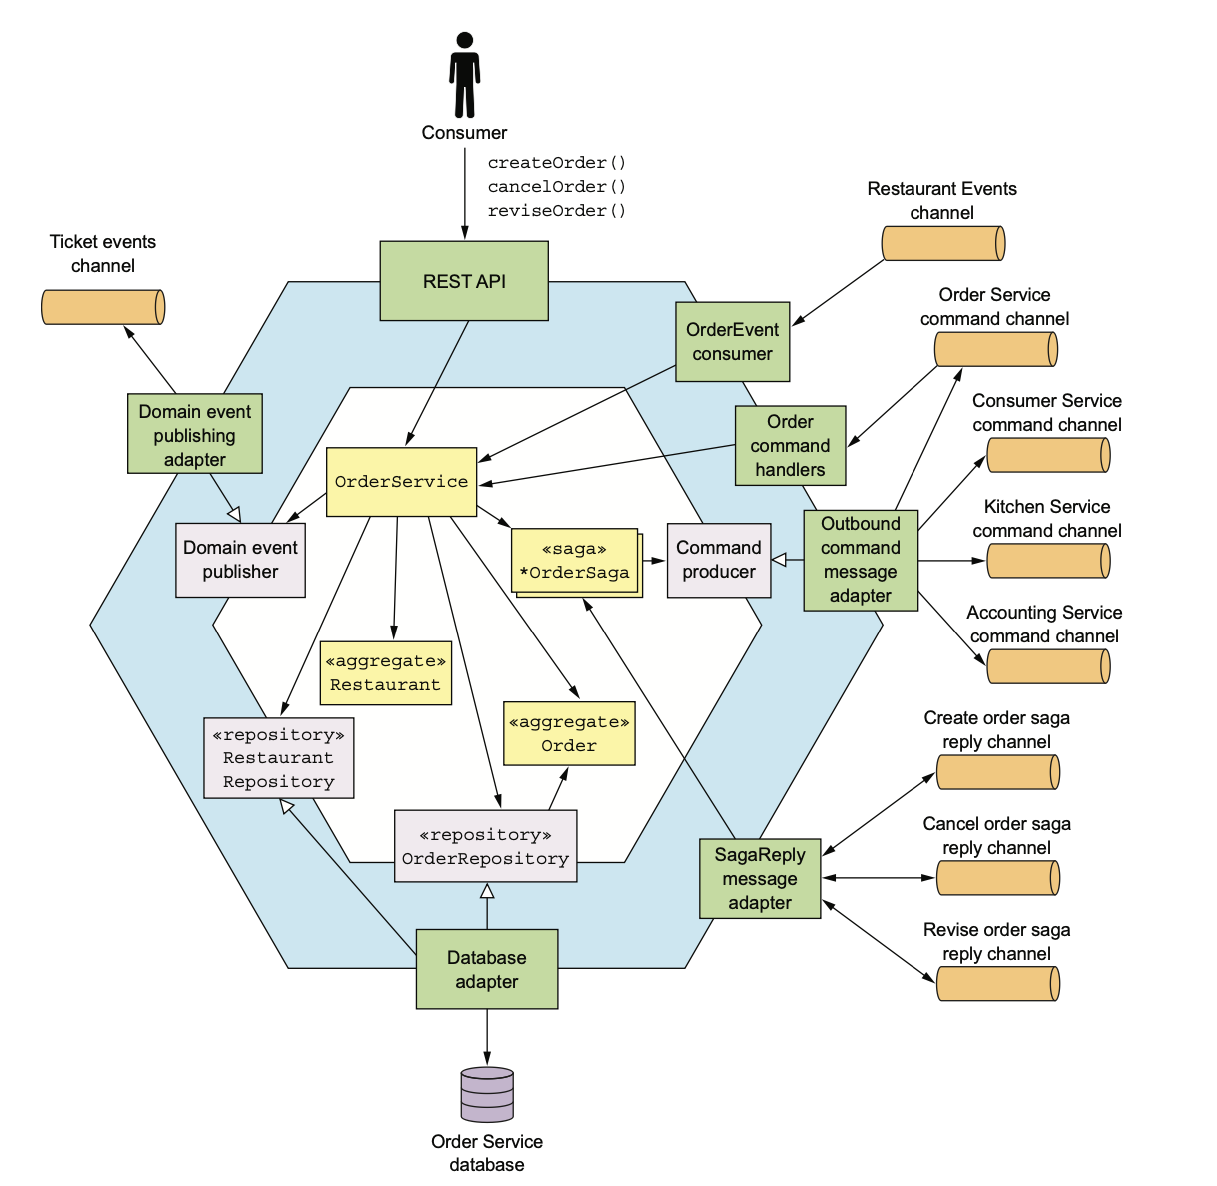 Consumer
createOrder()
cancelOrder()
reviseOrder()
Restaurant Events
channel
Ticket events
channel
REST API
Order Service
command channel
OrderEvent
consumer
Consumer Service
command channel
Domain event
publishing
adapter
Order
command
handlers
OrderService
Kitchen Service
command channel
Outbound
command
message
adapter
Domain event
publisher
«saga»
*OrderSaga
Command
producer
Accounting Service
command channel
«aggregate»
Restaurant
«aggregate»
Order
Create order saga
reply channel
«repository»
Restaurant
Repository
«repository»
OrderRepository
Cancel order saga
reply channel
SagaReply
message
adapter
Revise order saga
reply channel
Database
adapter
Order Service
database